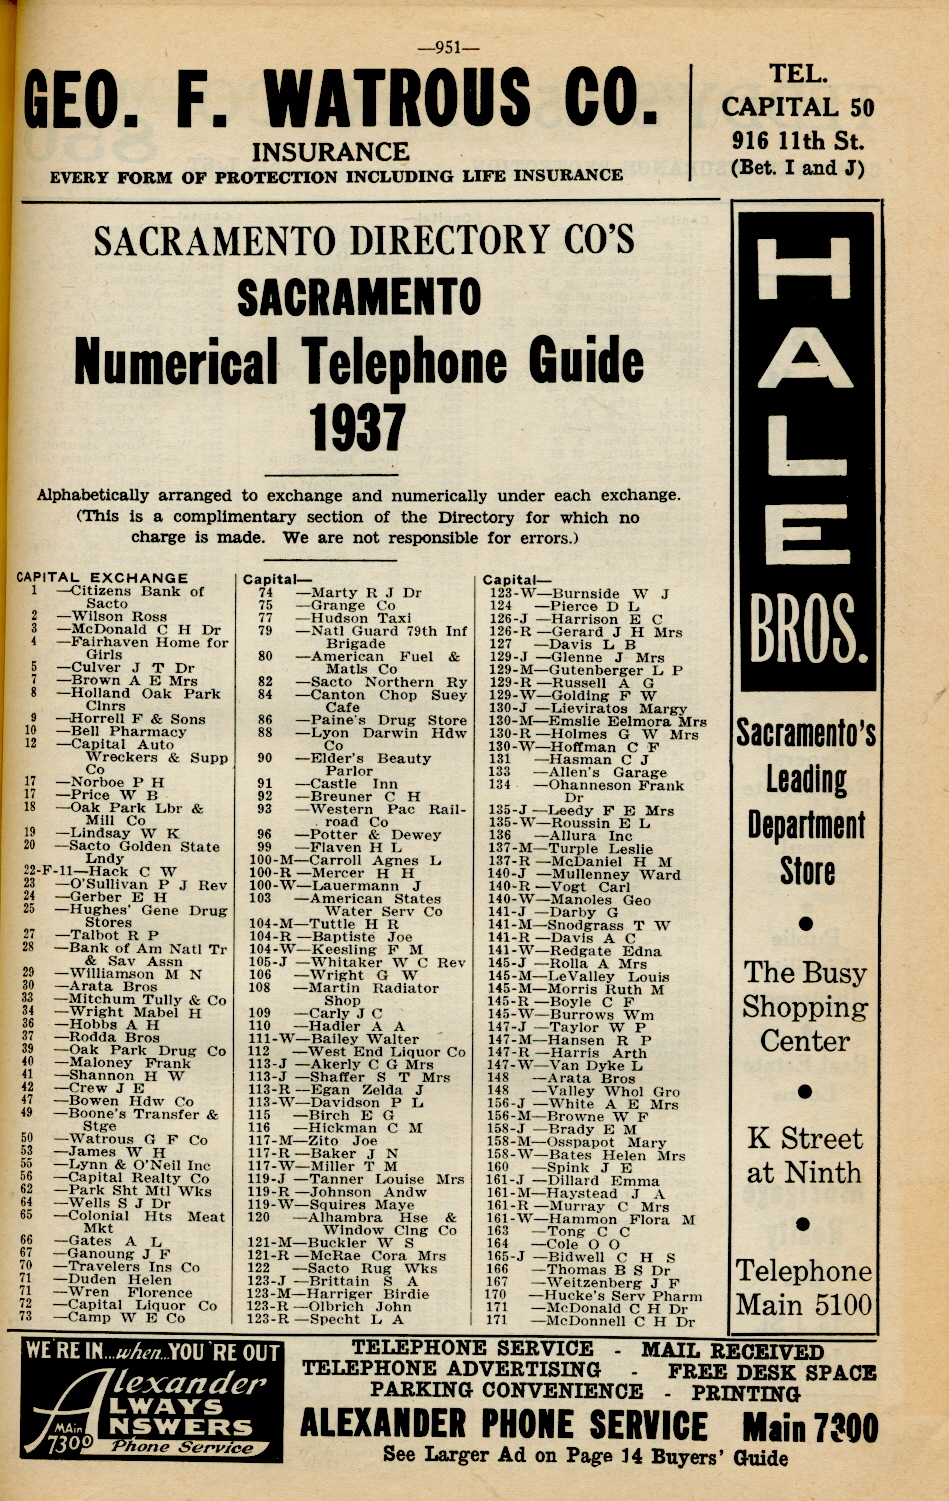 —951—
GEO. F. WATROUS CO.
INSURANCE
EVERY FORM OF PROTECTION INCLUDING LIFE INSURANCE
TEL.
CAPITAL 50
916 11th St.
(Bet. I and J)
SACRAMENTO DIRECTORY CO'S
SACRAMENTO
Numerical Telephone Guide
1937
Alphabetically arranged to exchange and numerically under each exchange.
(This is a complimentary section of the Directory for which no
charge is made. We are not responsible for errors.)
CAPITAL EXCHANGE
1 —Citizens Bank of
Sacto
2 —Wilson Ross
3 —McDonald C H Dr
4 —Fairhaven Home for
Girls
5 —Culver J T Dr
7 —Brown A E Mrs
8 —Holland Oak Park
Clnrs
9 —Horrell F & Sons
10 —Bell Pharmacy
12 —Capital Auto
Wreckers & Supp
Co
17 —Norboe P H
17 —Price W B
18 —Oak Park Lbr &
Mill Co
19 —Lindsay W K
20 —Sacto Golden State
Lndy
22-F-11—Hack C W
23 —O'Sullivan P J Rev
24 —Gerber E H
25 —Hughes' Gene Drug
Stores
27 —Talbot R P
28 —Bank of Am Natl Tr
& Sav Assn
29 —Williamson M N
30 —Arata Bros
33 —Mitchum Tully & Co
34 —Wright Mabel H
36 —Hobbs A H
37 —Rodda Bros
39 —Oak Park Drug Co
40 —Maloney Frank
41 —Shannon H W
42 —Crew J E
47 —Bowen Hdw Co
49 —Boone's Transfer &
Stge
50 —Watrous G F Co
53 —James W H
55 —Lynn & O'Neil Inc
56 —Capital Realty Co
62 —Park Sht Mtl Wks
64 —Wells S J Dr
65 —Colonial Hts Meat
Mkt
66 —Gates A L
67 —Ganoung J F
70 —Travelers Ins Co
71 —Duden Helen
71 —Wren Florence
72 —Capital Liquor Co
73 —Camp W E Co
Capital—
74 —Marty R J Dr
75 —Grange Co
77 —Hudson Taxi
79 —Natl Guard 79th Inf
Brigade
80 —American Fuel &
Matls Co
82 —Sacto Northern Ry
84 —Canton Chop Suey
Cafe
86 —Paine's Drug Store
88 —Lyon Darwin Hdw
Co
90 —Elder's Beauty
Parlor
91 —Castle Inn
92 —Breuner C H
93 —Western Pac Rail-
road Co
96 —Potter & Dewey
99 —Flaven H L
100-M—Carroll Agnes L
100-R —Mercer H H
100-W—Lauermann J
103 —American States
Water Serv Co
104-M—Tuttle H R
104-R —Baptiste Joe
104-W—Keesling F M
105-J —Whitaker W C Rev
106 —Wright G W
108 —Martin Radiator
Shop
109 —Carly J C
110 —Hadler A A
111-W—Bailey Walter
112 —West End Liquor Co
113-J —Akerly C G Mrs
113-J —Shaffer S T Mrs
113-R —Egan Zelda J
113-W—Davidson P L
115 —Birch E G
116 —Hickman C M
117-M—Zito Joe
117-R —Baker J N
117-W—Miller T M
119-J —Tanner Louise Mrs
119-R —Johnson Andw
119-W—Squires Maye
120 —Alhambra Hse &
Window Clng Co
121-M—Buckler W S
121-R —McRae Cora Mrs
122 —Sacto Rug Wks
123-J —Brittain S A
123-M—Harriger Birdie
123-R —Olbrich John
123-R —Specht L A
Capital—
123-W—Burnside W J
124 —Pierce D L
126-J —Harrison E C
126-R —Gerard J H Mrs
127 —Davis L B
129-J —Glenne J Mrs
129-M—Gutenberger L P
129-R —Russell A G
129-W—Golding F W
130-J —Lieviratos Margy
130-M—Emslie Eelmora Mrs
130-R —Holmes G W Mrs
130-W—Hoffman C F
131 —Hasman C J
133 —Allen's Garage
134 —Ohanneson Frank
Dr
135-J —Leedy F E Mrs
135-W—Roussin E L
136 —Allura Inc
137-M—Turple Leslie
137-R —McDaniel H M
140-J —Mullenney Ward
140-R —Vogt Carl
140-W—Manoles Geo
141-J —Darby G
141-M—Snodgrass T W
141-R —Davis A C
141-W—Redgate Edna
145-J —Rolla A Mrs
145-M—LeValley Louis
145-M—Morris Ruth M
145-R —Boyle C F
145-W—Burrows Wm
147-J —Taylor W P
147-M—Hansen R P
147-R —Harris Arth
147-W—Van Dyke L
148 —Arata Bros
148 —Valley Whol Gro
156-J —White A E Mrs
156-M—Browne W F
158-J —Brady E M
158-M—Osspapot Mary
158-W—Bates Helen Mrs
160 —Spink J E
161-J —Dillard Emma
161-M—Haystead J A
161-R —Murray C Mrs
161-W—Hammon Flora M
163 —Tong C C
164 —Cole O O
165-J —Bidwell C H S
166 —Thomas B S Dr
167 —Weitzenberg J F
170 —Hucke's Serv Pharm
171 —McDonald C H Dr
171 —McDonnell C H Dr
HALE
BROS.
Sacramento's
Leading
Department
Store
The Busy
Shopping
Center
K Street
at Ninth
Telephone
Main 5100
WE'RE IN...when...YOU'RE OUT
Alexander
ALWAYS
ANSWERS
MAin
7300
Phone Service
TELEPHONE SERVICE - MAIL RECEIVED
TELEPHONE ADVERTISING - FREE DESK SPACE
PARKING CONVENIENCE - PRINTING
ALEXANDER PHONE SERVICE Main 7300
See Larger Ad on Page 14 Buyers' Guide